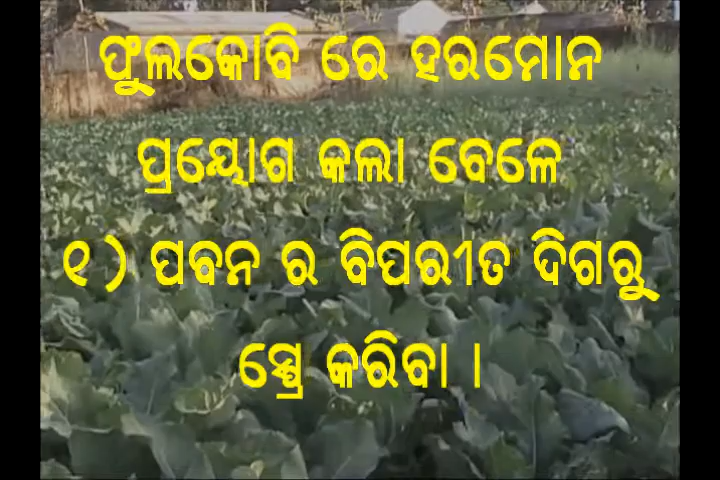 ଫୁଲକୋବି ରେ ହରମୋନ
ପ୍ରୟୋଗ କଲା ବେଳେ
୧) ପବନ ର ବିପରୀତ ଦିଗରୁ
ସ୍ପ୍ରେ କରିବା ।